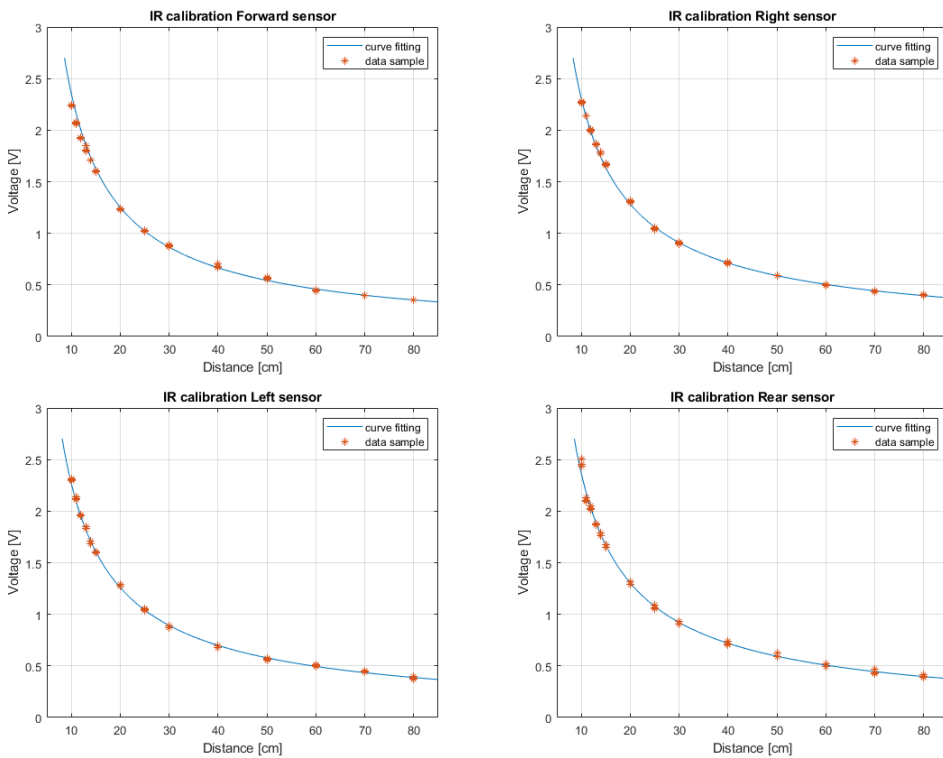 IR calibration Forward sensor
3
2.5
2
1.5
1
0.5
0
Voltage [V]
10 20 30 40 50 60 70 80
Distance [cm]
curve fitting
data sample
IR calibration Right sensor
3
2.5
2
1.5
1
0.5
0
Voltage [V]
10 20 30 40 50 60 70 80
Distance [cm]
curve fitting
data sample
IR calibration Left sensor
3
2.5
2
1.5
1
0.5
0
Voltage [V]
10 20 30 40 50 60 70 80
Distance [cm]
curve fitting
data sample
IR calibration Rear sensor
3
2.5
2
1.5
1
0.5
0
Voltage [V]
10 20 30 40 50 60 70 80
Distance [cm]
curve fitting
data sample